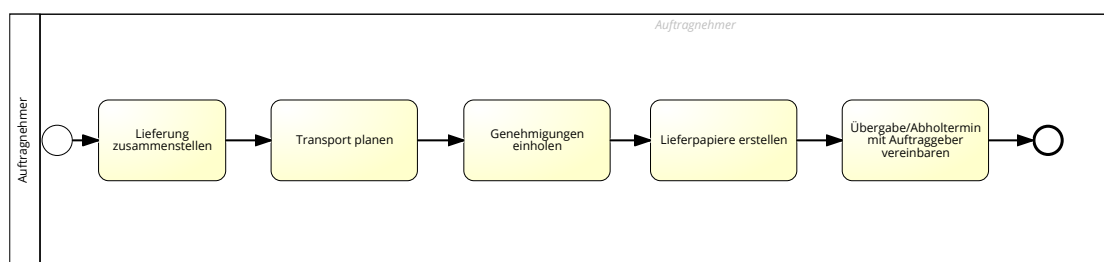 Auftragnehmer
Auftragnehmer
Lieferung
zusammenstellen
Transport planen
Genehmigungen
einholen
Lieferpapiere erstellen
Übergabe/Abholtermin
mit Auftraggeber
vereinbaren